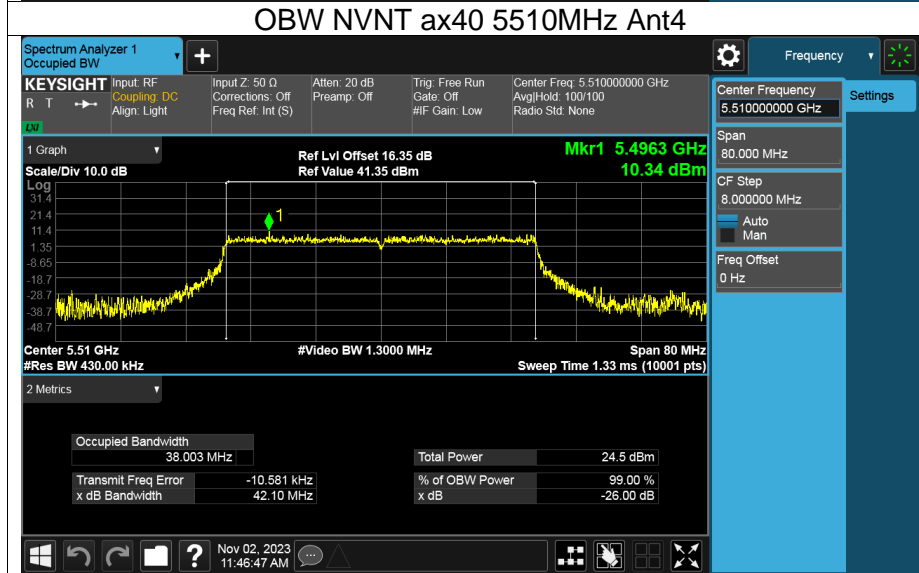 OBW NVNT ax40 5510MHz Ant4
Spectrum Analyzer 1
Occupied BW
+
Frequency
KEYSIGHT
R T
LXI
Input: RF
Coupling: DC
Align: Light
Input Z: 50 Ω
Corrections: Off
Freq Ref: Int (S)
Atten: 20 dB
Preamp: Off
Trig: Free Run
Gate: Off
#IF Gain: Low
Center Freq: 5.510000000 GHz
Avg|Hold: 100/100
Radio Std: None
Center Frequency
5.510000000 GHz
Settings
Span
80.000 MHz
CF Step
8.000000 MHz
Auto
Man
Freq Offset
0 Hz
1 Graph
Scale/Div 10.0 dB
Ref Lvl Offset 16.35 dB
Ref Value 41.35 dBm
Mkr1 5.4963 GHz
10.34 dBm
Log
31.4
21.4
11.4
1.35
-8.65
-18.7
-28.7
-38.7
-48.7
1
Center 5.51 GHz
#Res BW 430.00 kHz
#Video BW 1.3000 MHz
Span 80 MHz
Sweep Time 1.33 ms (10001 pts)
2 Metrics
Occupied Bandwidth
38.003 MHz
Total Power 24.5 dBm
Transmit Freq Error -10.581 kHz
% of OBW Power 99.00 %
x dB Bandwidth 42.10 MHz
x dB -26.00 dB
?
Nov 02, 2023
11:46:47 AM